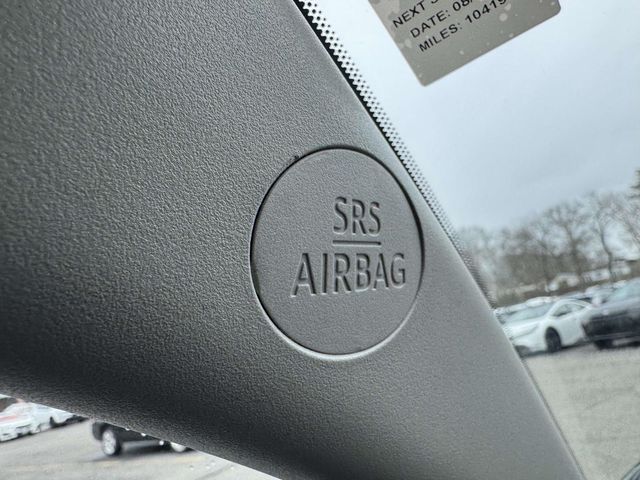 NEXT
DATE: 08/
MILES: 10419
SRS
AIRBAG